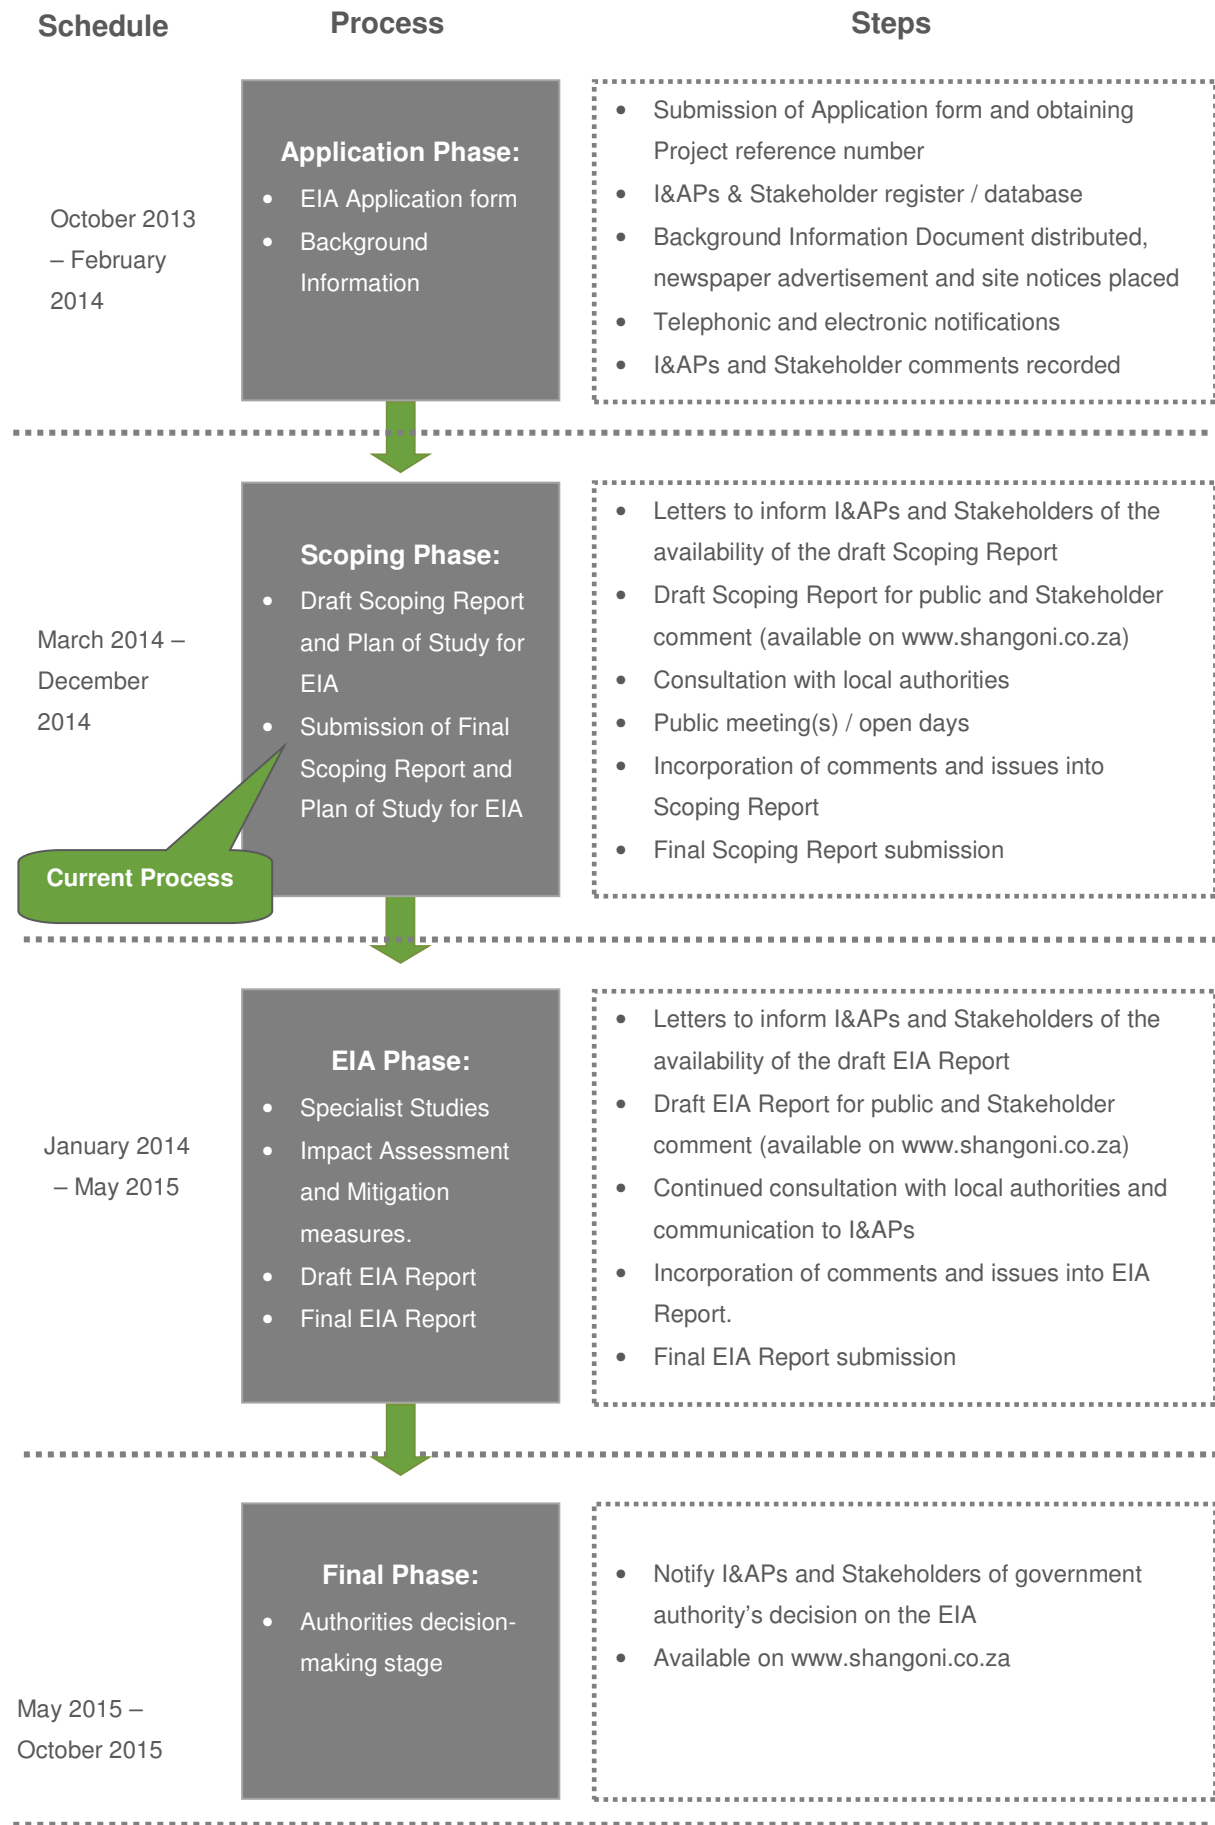 Schedule
Process
Steps
October 2013
– February
2014
Application Phase:
• EIA Application form
• Background
Information
• Submission of Application form and obtaining
Project reference number
• I&APs & Stakeholder register / database
• Background Information Document distributed,
newspaper advertisement and site notices placed
• Telephonic and electronic notifications
• I&APs and Stakeholder comments recorded
March 2014 –
December
2014
Scoping Phase:
• Draft Scoping Report
and Plan of Study for
EIA
• Submission of Final
Scoping Report and
Plan of Study for EIA
Current Process
• Letters to inform I&APs and Stakeholders of the
availability of the draft Scoping Report
• Draft Scoping Report for public and Stakeholder
comment (available on www.shangoni.co.za)
• Consultation with local authorities
• Public meeting(s) / open days
• Incorporation of comments and issues into
Scoping Report
• Final Scoping Report submission
January 2014
– May 2015
EIA Phase:
• Specialist Studies
• Impact Assessment
and Mitigation
measures.
• Draft EIA Report
• Final EIA Report
• Letters to inform I&APs and Stakeholders of the
availability of the draft EIA Report
• Draft EIA Report for public and Stakeholder
comment (available on www.shangoni.co.za)
• Continued consultation with local authorities and
communication to I&APs
• Incorporation of comments and issues into EIA
Report.
• Final EIA Report submission
May 2015 –
October 2015
Final Phase:
• Authorities decision-
making stage
• Notify I&APs and Stakeholders of government
authority's decision on the EIA
• Available on www.shangoni.co.za